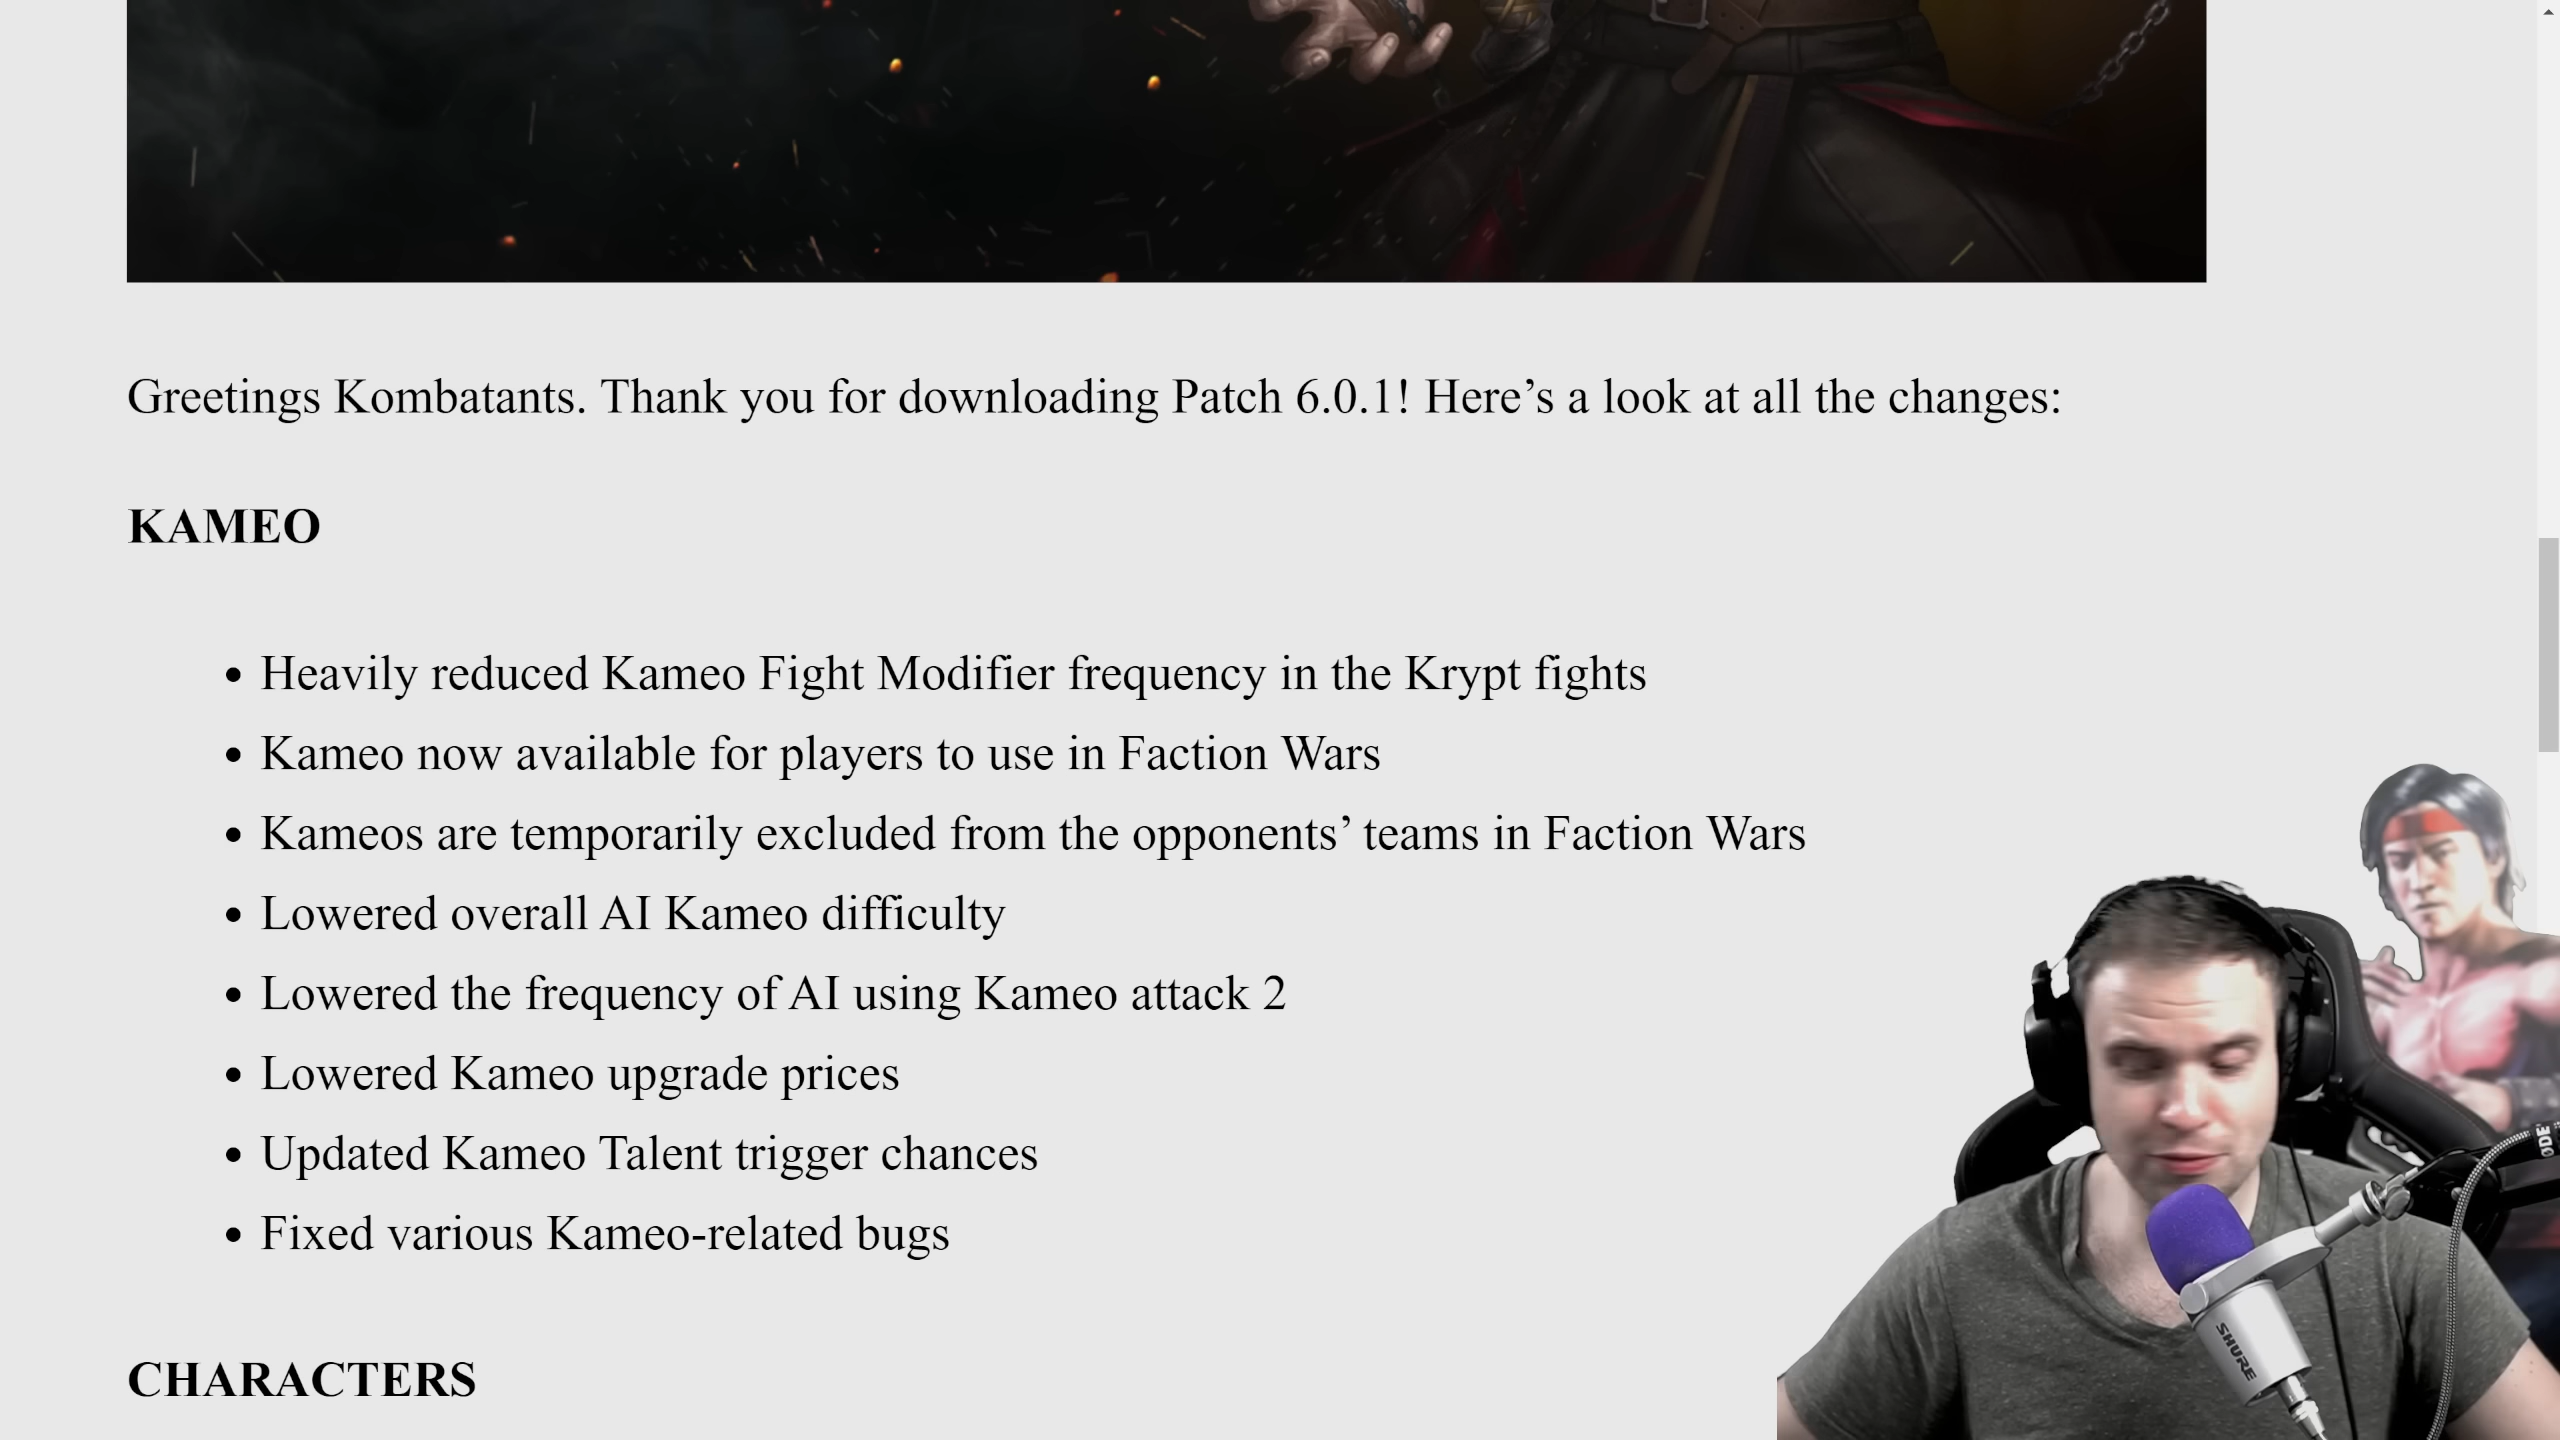 Greetings Kombatants. Thank you for downloading Patch 6.0.1! Here’s a look at all the changes:
KAMEO
• Heavily reduced Kameo Fight Modifier frequency in the Krypt fights
• Kameo now available for players to use in Faction Wars
• Kameos are temporarily excluded from the opponents’ teams in Faction Wars
• Lowered overall AI Kameo difficulty
• Lowered the frequency of AI using Kameo attack 2
• Lowered Kameo upgrade prices
• Updated Kameo Talent trigger chances
• Fixed various Kameo-related bugs
CHARACTERS
SHURE